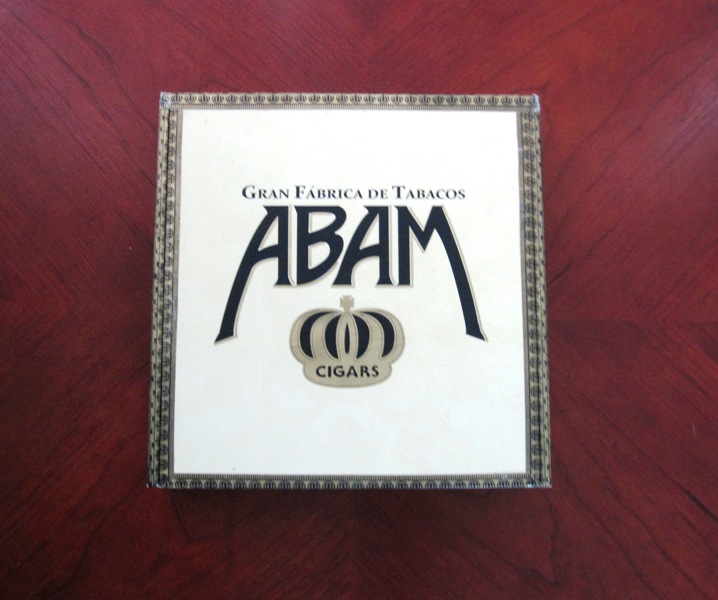 GRAN FÁBRICA DE TABACOS
ABAM
CIGARS